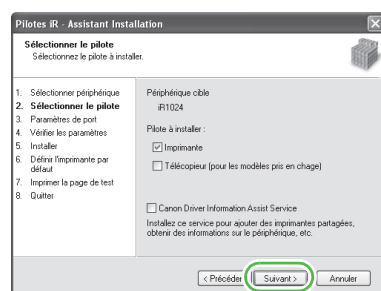 Pilotes iR - Assistant Installation
Sélectionner le pilote
Sélectionnez le pilote à installer.
1. Sélectionner périphérique
2. Sélectionner le pilote
3. Paramètres de port
4. Vérifier les paramètres
5. Installer
6. Définir l'imprimante par
défaut
7. Imprimer la page de test
8. Quitter
Périphérique cible
iR1024
Pilote à installer :
Imprimante
Télécopieur (pour les modèles pris en chage)
Canon Driver Information Assist Service
Installez ce service pour ajouter des imprimantes partagées,
obtenir des informations sur le périphérique, etc.
< Précéder
Suivant >
Annuler